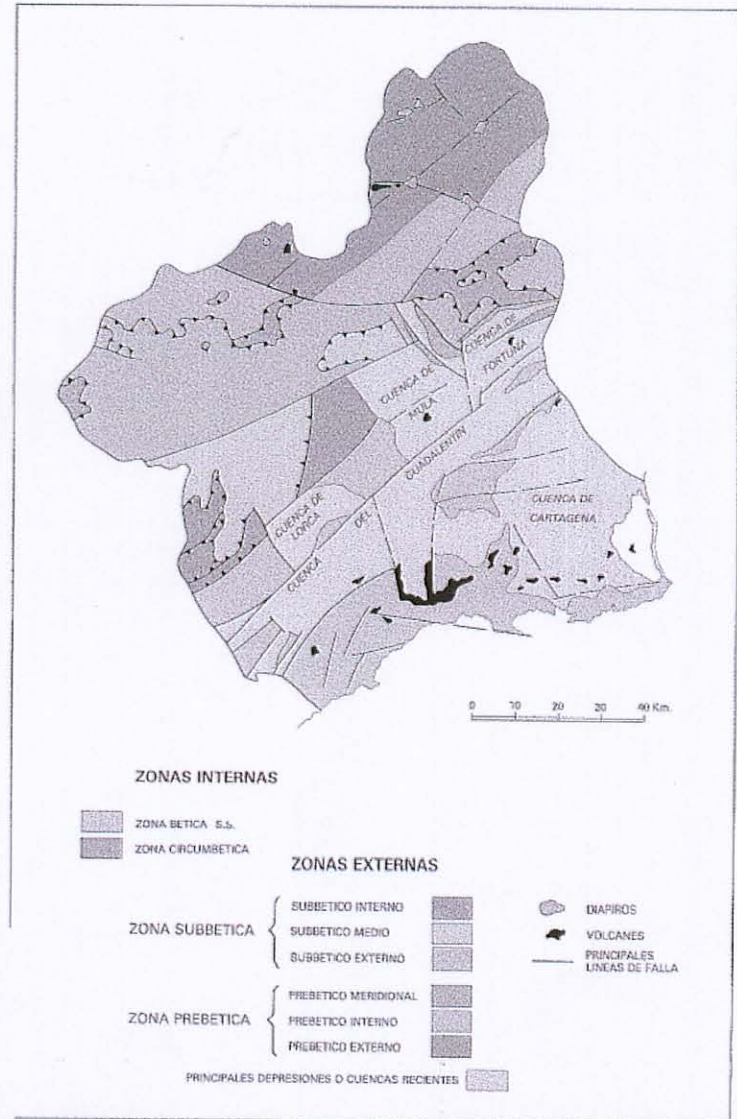 CUENCA DE
FORTUNA
CUENCA DE
MULA
GUADALENTIN
DEL
CUENCA
CUENCA DE
LORCA
CUENCA DE
CARTAGENA
0 10 20 30 40 Km.
ZONAS INTERNAS
ZONA BETICA S.S.
ZONA CIRCUMBETICA
ZONAS EXTERNAS
ZONA SUBBETICA
SUBBETICO INTERNO
SUBBETICO MEDIO
SUBBETICO EXTERNO
ZONA PREBETICA
PREBETICO MERIDIONAL
PREBETICO INTERNO
PREBETICO EXTERNO
DIAPIROS
VOLCANES
PRINCIPALES
LINEAS DE FALLA
PRINCIPALES DEPRESIONES O CUENCAS RECIENTES